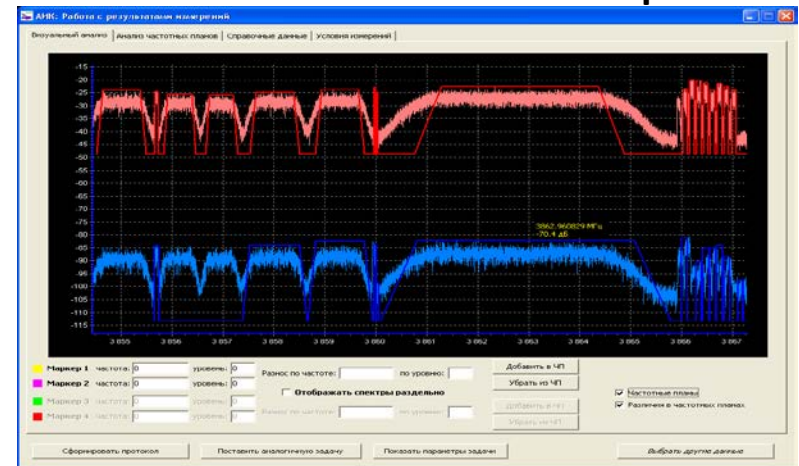 АИК: Работа с результатами измерений
Визуальный анализ Анализ частотных планов Справочные данные Условия измерений
-15
-20
-25
-30
-35
-40
-45
-50
-55
-60
-65
-70
-75
-80
-85
-90
-95
-100
-105
-110
-115
3862,960829 МГц
-70.4 дБ
3 855 3 856 3 857 3 858 3 859 3 860 3 861 3 862 3 863 3 864 3 865 3 866 3 867
Маркер 1 частота: 0 уровень: 0
Маркер 2 частота: 0 уровень: 0
Маркер 3 частота: 0 уровень: 0
Маркер 4 частота: 0 уровень: 0
Разнос по частоте: по уровню:
Отображать спектры раздельно
Разнос по частоте: по уровню:
Добавить в ЧП
Убрать из ЧП
Добавить в ЧП
Убрать из ЧП
Частотные планы
Различия в частотных планах
Сформировать протокол Поставить аналогичную задачу Показать параметры задачи Выбрать другие данные